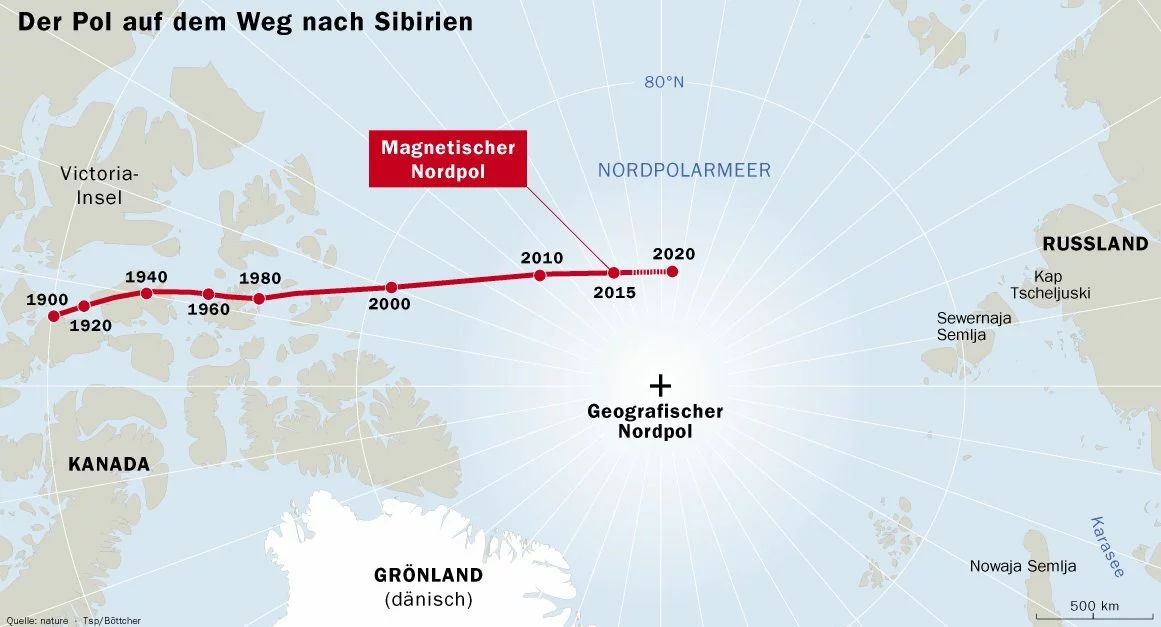 Der Pol auf dem Weg nach Sibirien
80°N
Magnetischer
Nordpol
NORDPOLARMEER
Victoria-
Insel
RUSSLAND
Kap
Tscheljuski
Sewernaja
Semlja
1900
1920
1940
1960
1980
2000
2010
2015
2020
Geografischer
Nordpol
KANADA
GRÖNLAND
(dänisch)
Karasee
Nowaja Semlja
500 km
Quelle: nature · Tsp/Böttcher